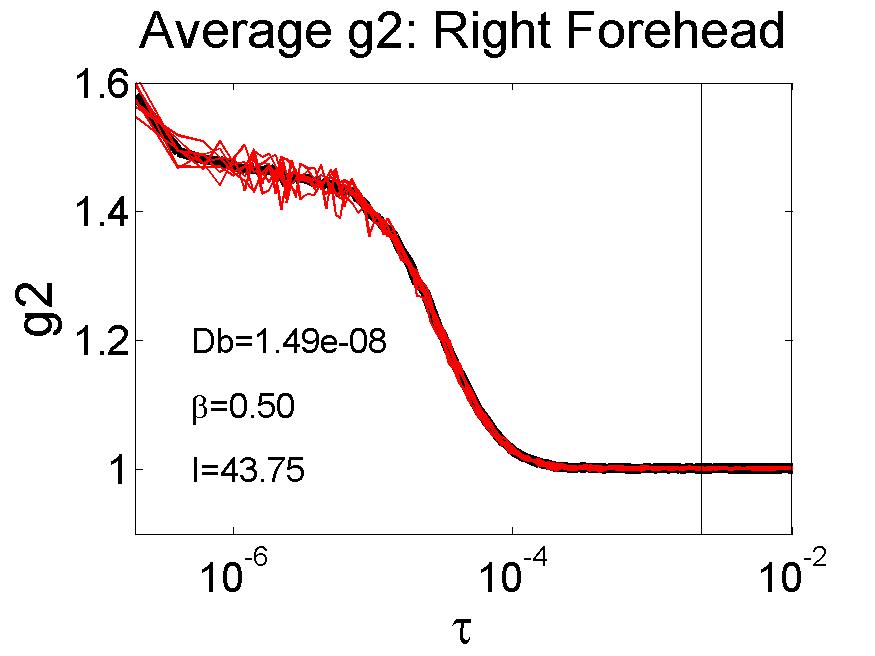 Average g2: Right Forehead
1.6
1.4
1.2
1
g2
Db=1.49e-08
β=0.50
I=43.75
10^-6
10^-4
10^-2
τ